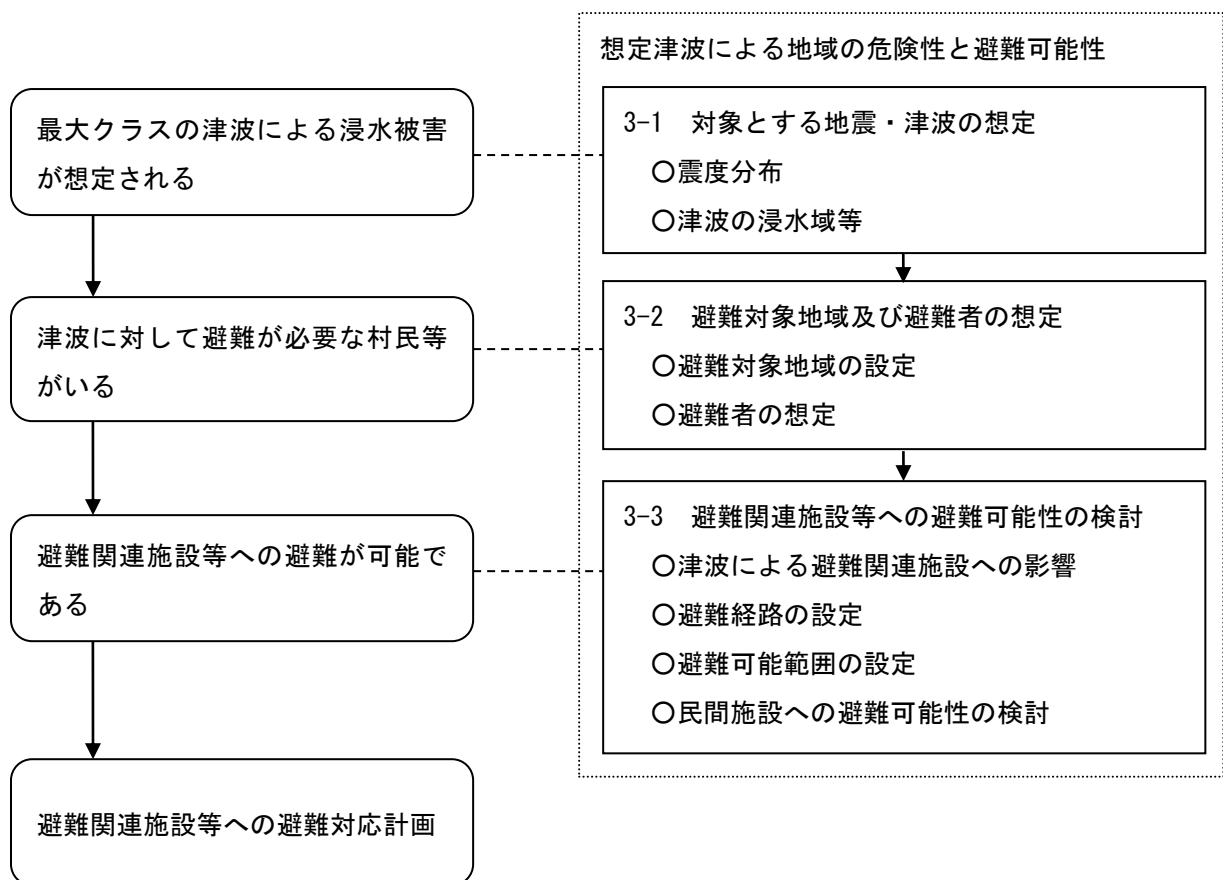 最大クラスの津波による浸水被害
が想定される
津波に対して避難が必要な村民等
がいる
避難関連施設等への避難が可能で
ある
避難関連施設等への避難対応計画
想定津波による地域の危険性と避難可能性
3-1 対象とする地震・津波の想定
○震度分布
○津波の浸水域等
3-2 避難対象地域及び避難者の想定
○避難対象地域の設定
○避難者の想定
3-3 避難関連施設等への避難可能性の検討
○津波による避難関連施設への影響
○避難経路の設定
○避難可能範囲の設定
○民間施設への避難可能性の検討